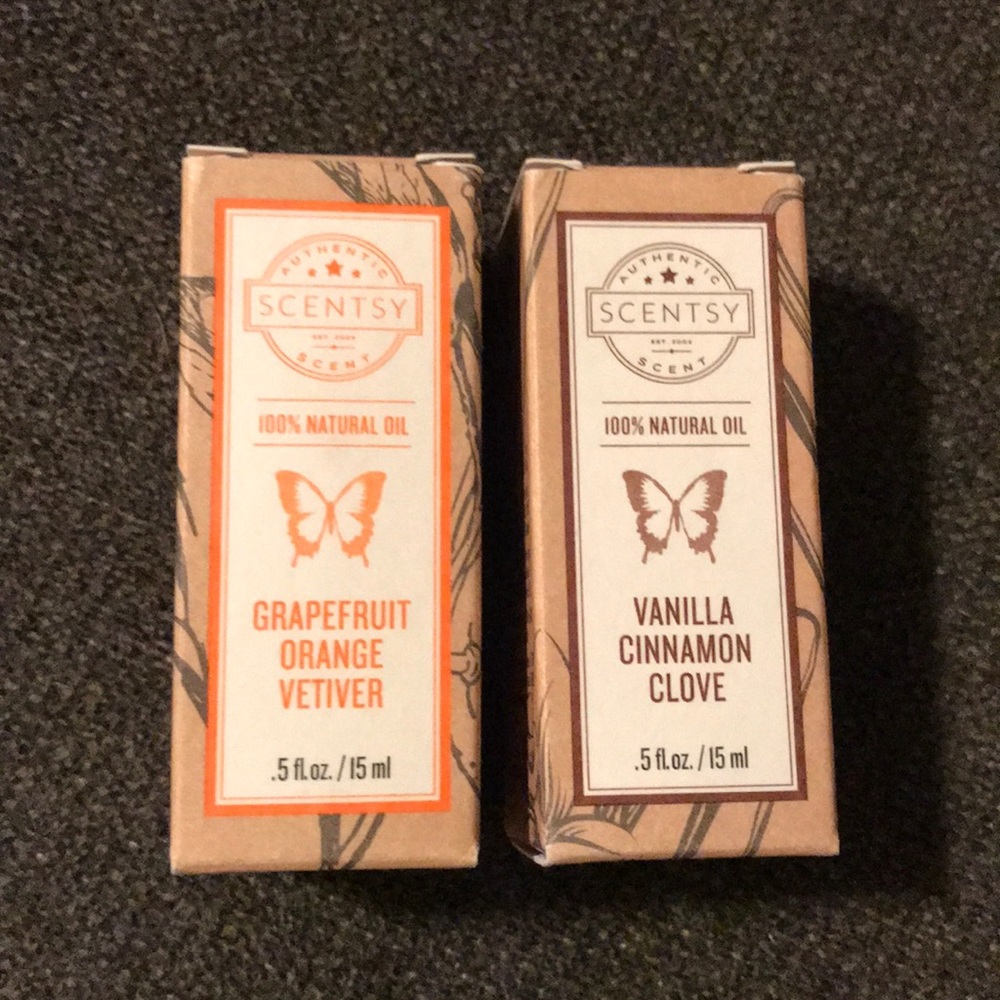 AUTHENTIC
SCENTSY
EST. 2004
SCENT
100% NATURAL OIL
GRAPEFRUIT
ORANGE
VETIVER
.5 fl.oz. / 15 ml
AUTHENTIC
SCENTSY
EST. 2004
SCENT
100% NATURAL OIL
VANILLA
CINNAMON
CLOVE
.5 fl.oz. / 15 ml